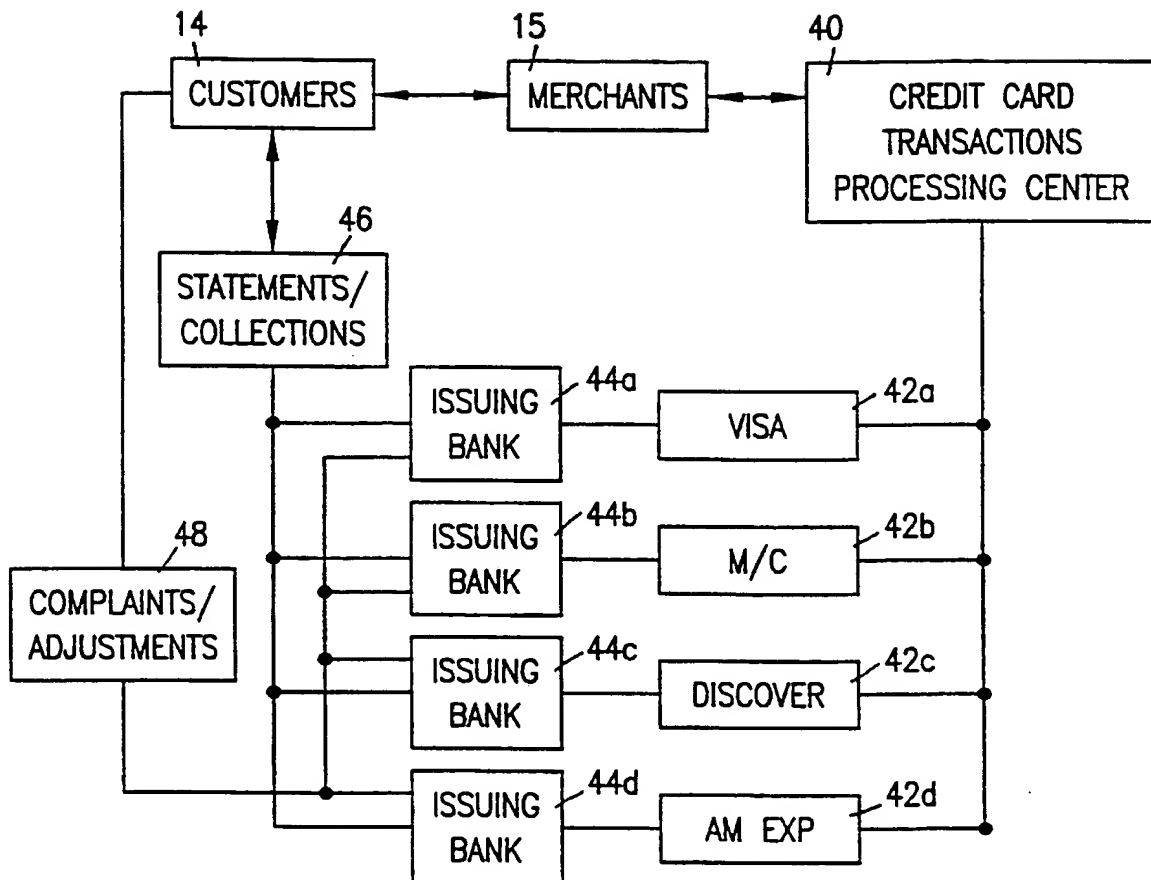 14
15
40
CUSTOMERS
MERCHANTS
CREDIT CARD
TRANSACTIONS
PROCESSING CENTER
46
STATEMENTS/
COLLECTIONS
ISSUING
BANK
44a
VISA
42a
ISSUING
BANK
44b
M/C
42b
48
COMPLAINTS/
ADJUSTMENTS
ISSUING
BANK
44c
DISCOVER
42c
ISSUING
BANK
44d
AM EXP
42d